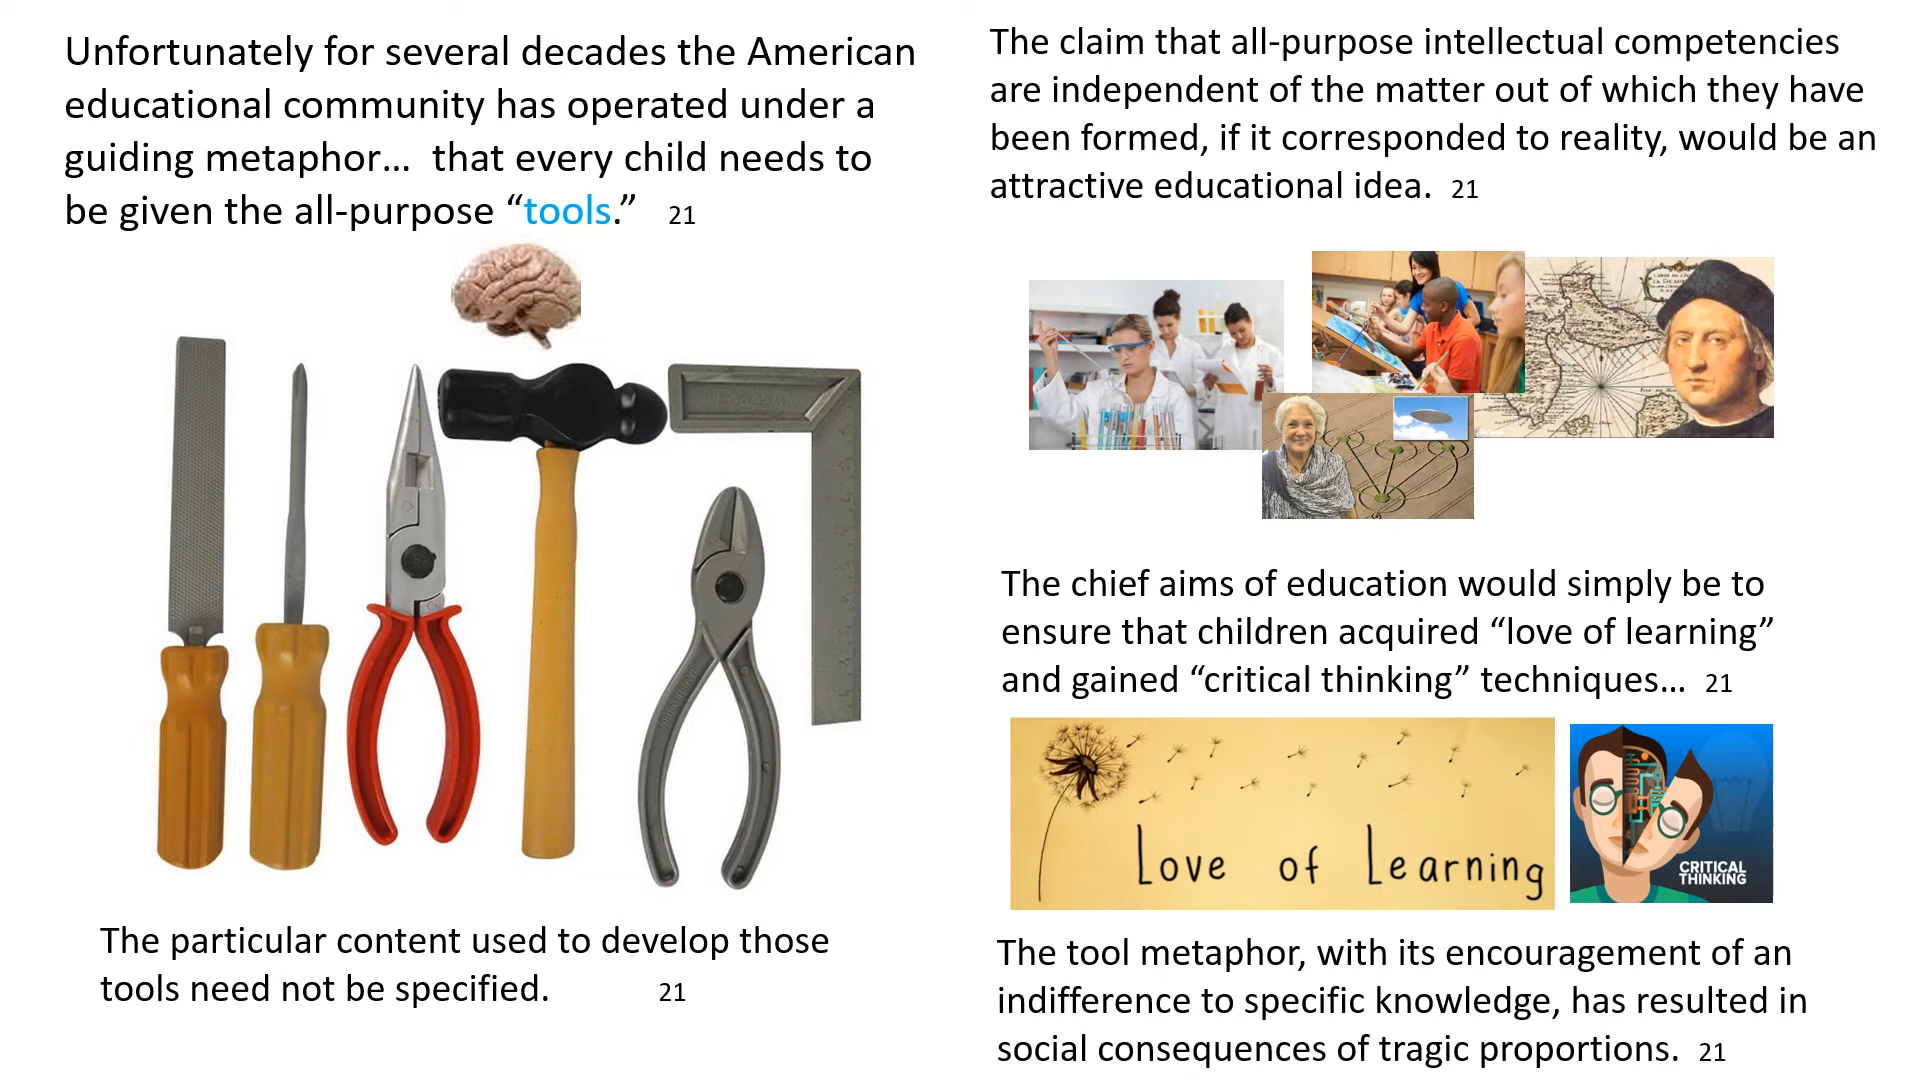 Unfortunately for several decades the American
educational community has operated under a
guiding metaphor…  that every child needs to
be given the all-purpose “tools.”   21
The particular content used to develop those
tools need not be specified.   21
The claim that all-purpose intellectual competencies
are independent of the matter out of which they have
been formed, if it corresponded to reality, would be an
attractive educational idea.  21
The chief aims of education would simply be to
ensure that children acquired “love of learning”
and gained “critical thinking” techniques…  21
Love of Learning
CRITICAL
THINKING
The tool metaphor, with its encouragement of an
indifference to specific knowledge, has resulted in
social consequences of tragic proportions.  21